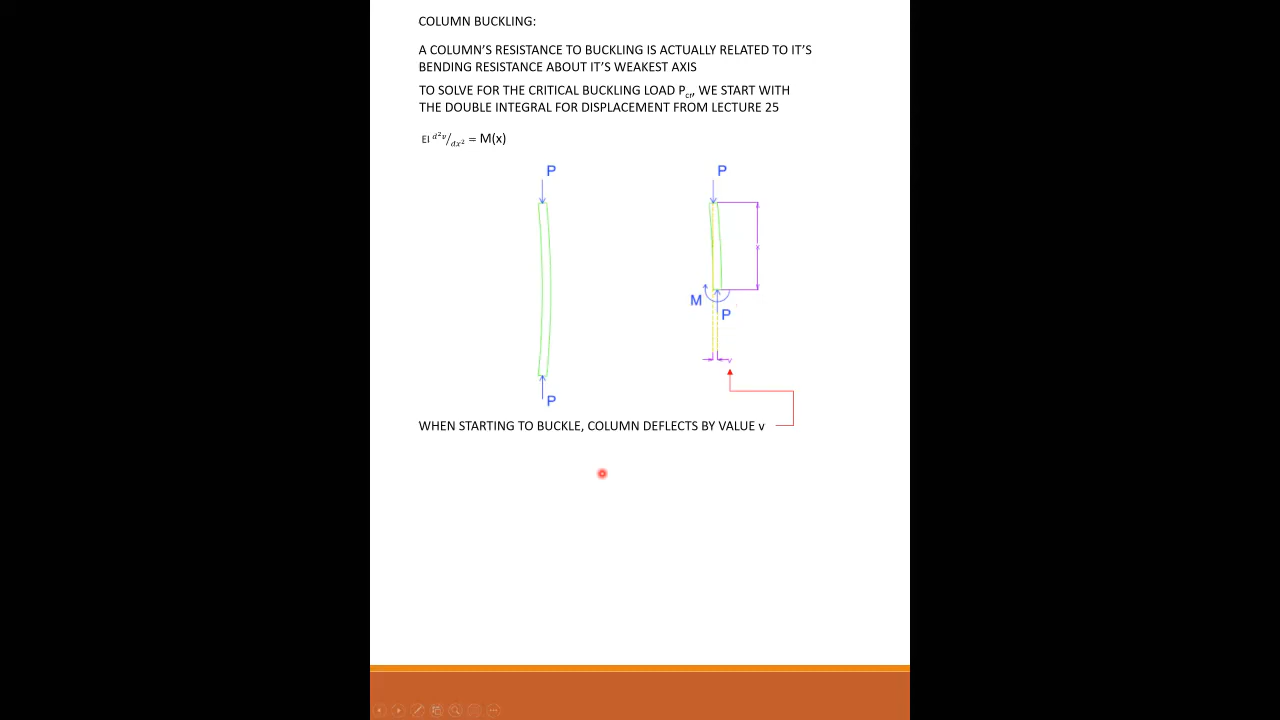 COLUMN BUCKLING:
A COLUMN'S RESISTANCE TO BUCKLING IS ACTUALLY RELATED TO IT'S
BENDING RESISTANCE ABOUT IT'S WEAKEST AXIS
TO SOLVE FOR THE CRITICAL BUCKLING LOAD Pcr, WE START WITH
THE DOUBLE INTEGRAL FOR DISPLACEMENT FROM LECTURE 25
EI d²v/dx² = M(x)
P
P
x
M
P
v
P
WHEN STARTING TO BUCKLE, COLUMN DEFLECTS BY VALUE v